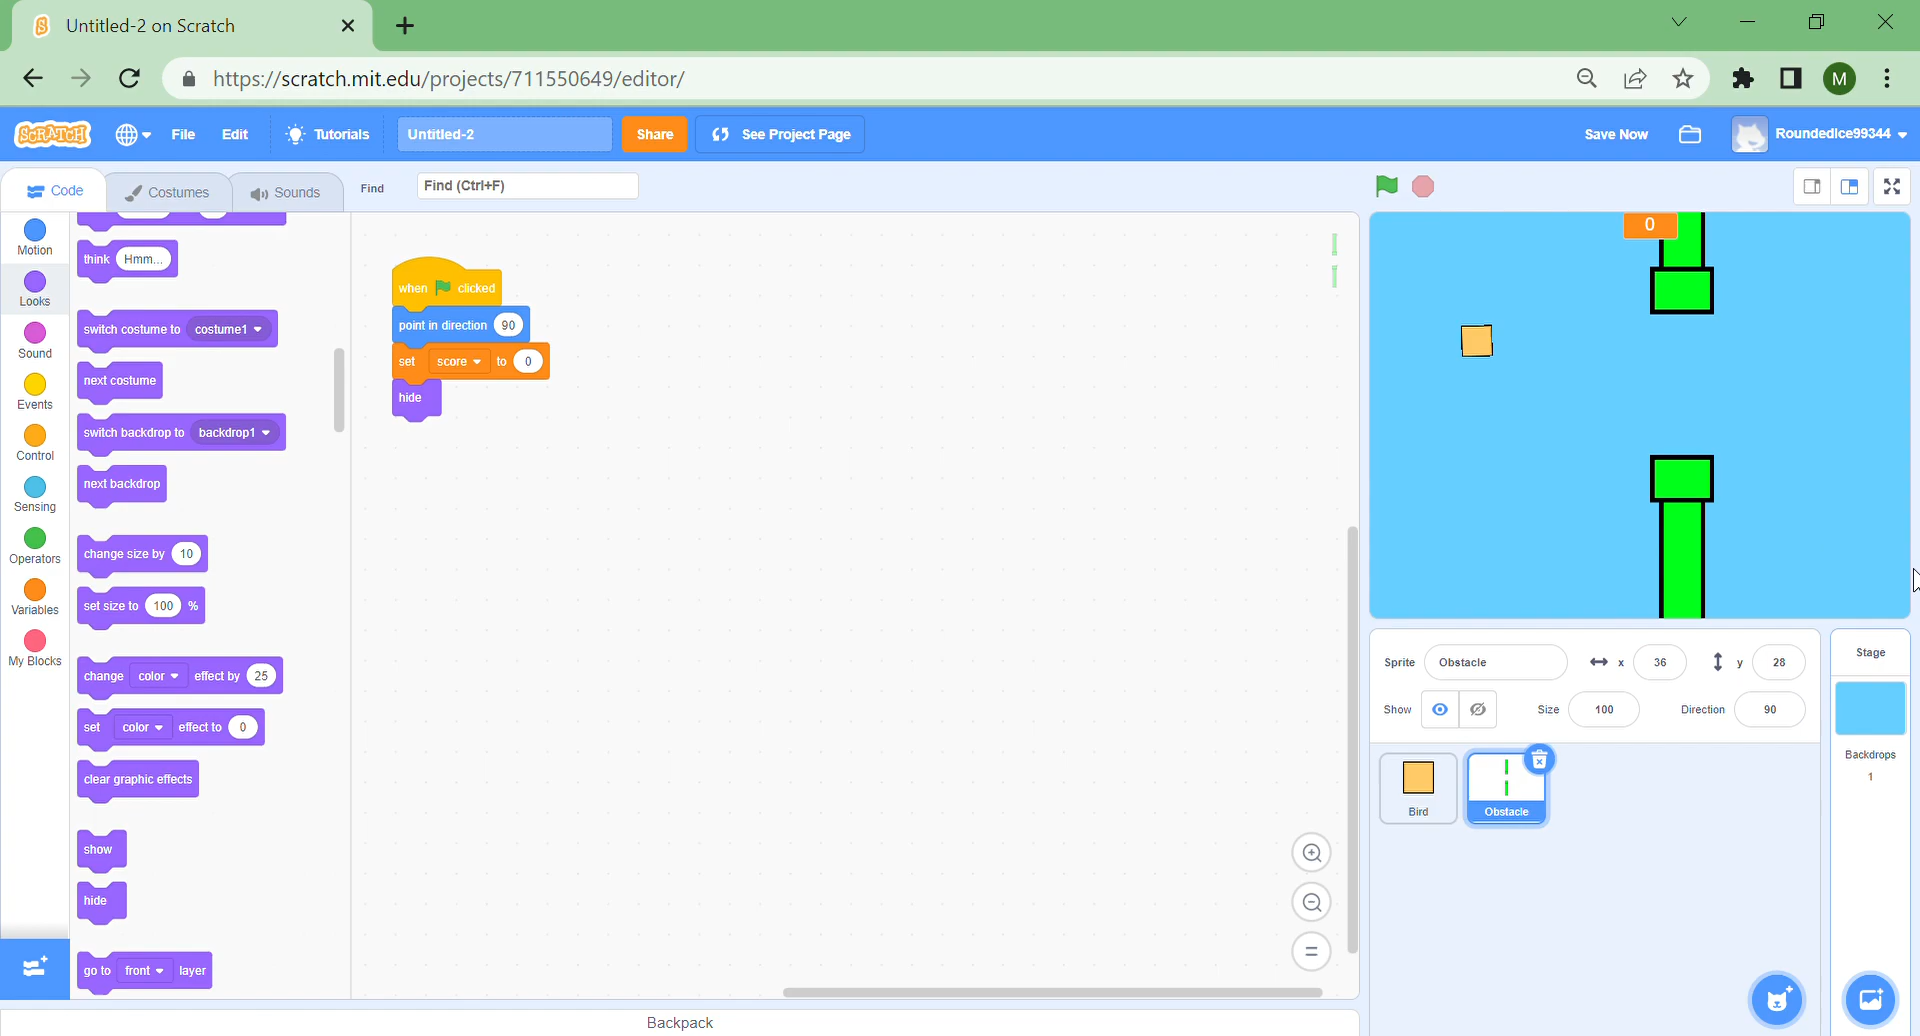 Untitled-2 on Scratch
https://scratch.mit.edu/projects/711550649/editor/
M
SCRATCH
File
Edit
Tutorials
Untitled-2
Share
See Project Page
Save Now
RoundedIce99344
Code
Costumes
Sounds
Find
Find (Ctrl+F)
Motion
Looks
Sound
Events
Control
Sensing
Operators
Variables
My Blocks
think Hmm...
switch costume to costume1
next costume
switch backdrop to backdrop1
next backdrop
change size by 10
set size to 100 %
change color effect by 25
set color effect to 0
clear graphic effects
show
hide
go to front layer
when clicked
point in direction 90
set score to 0
hide
0
Sprite Obstacle x 36 y 28
Show Size 100 Direction 90
Bird
Obstacle
Stage
Backdrops
1
Backpack